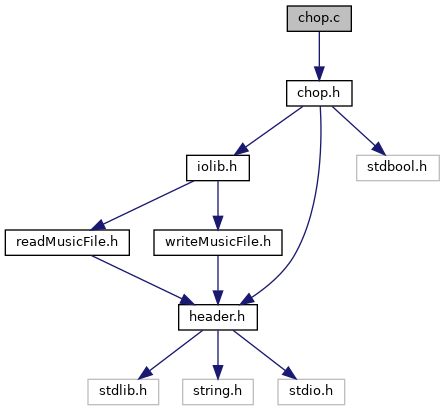 chop.c
chop.h
iolib.h
stdbool.h
readMusicFile.h
writeMusicFile.h
header.h
stdlib.h
string.h
stdio.h